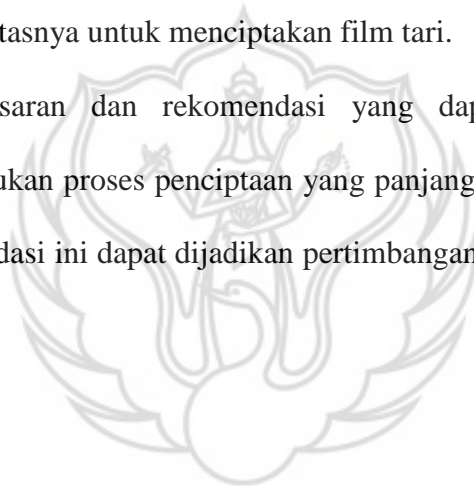 tasnya untuk menciptakan film tari.
saran dan rekomendasi yang
ukan proses penciptaan yang panjang
dasi ini dapat dijadikan pertimbangan